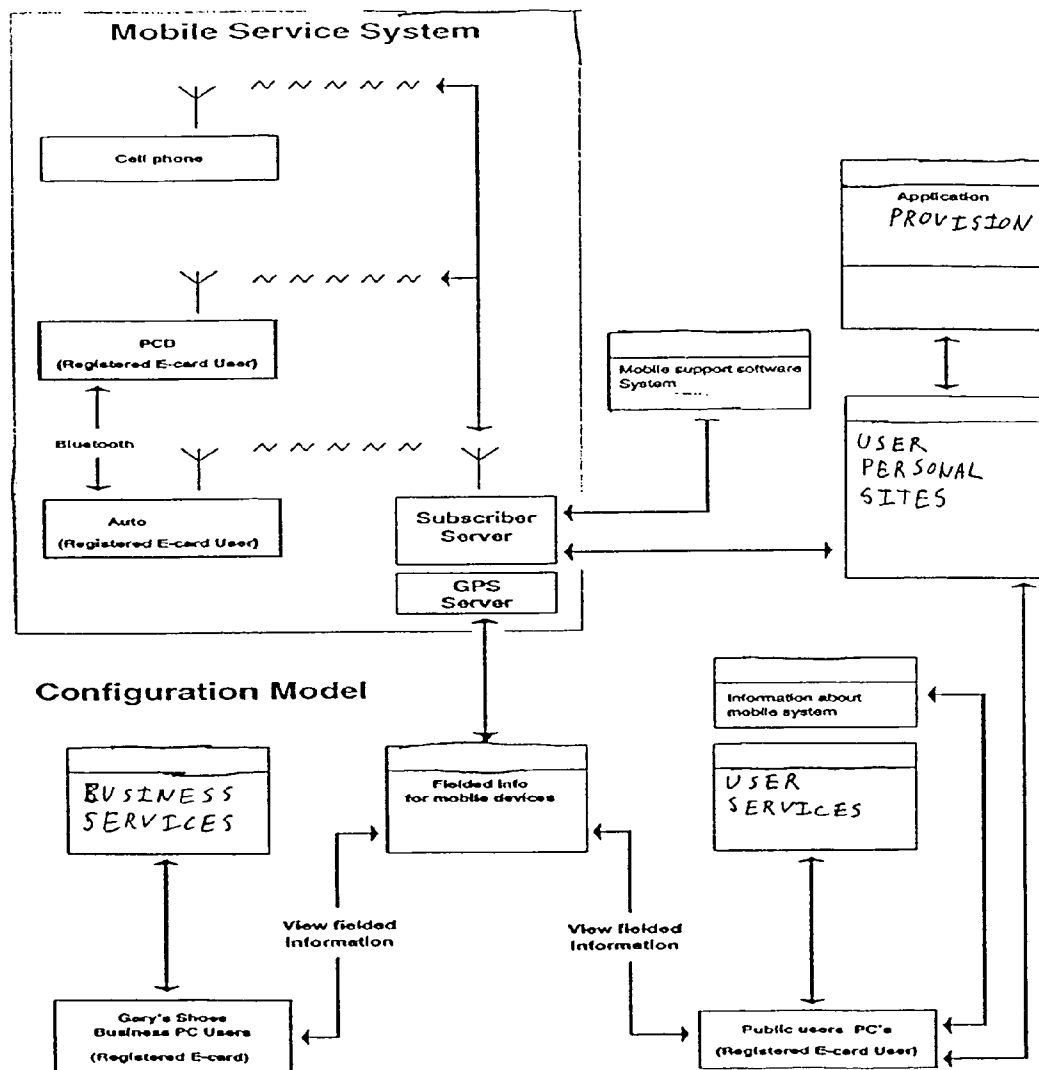 Mobile Service System
Cell phone
Application
PROVISION
PCD
(Registered E-card User)
Mobile support software
System
Bluetooth
USER
PERSONAL
SITES
Auto
(Registered E-card User)
Subscriber
Server
GPS
Server
Configuration Model
Information about
mobile system
BUSINESS
SERVICES
Fielded Info
for mobile devices
USER
SERVICES
View fielded
Information
View fielded
Information
Gary's Shoes
Business PC Users
(Registered E-card)
Public users PC's
(Registered E-card User)